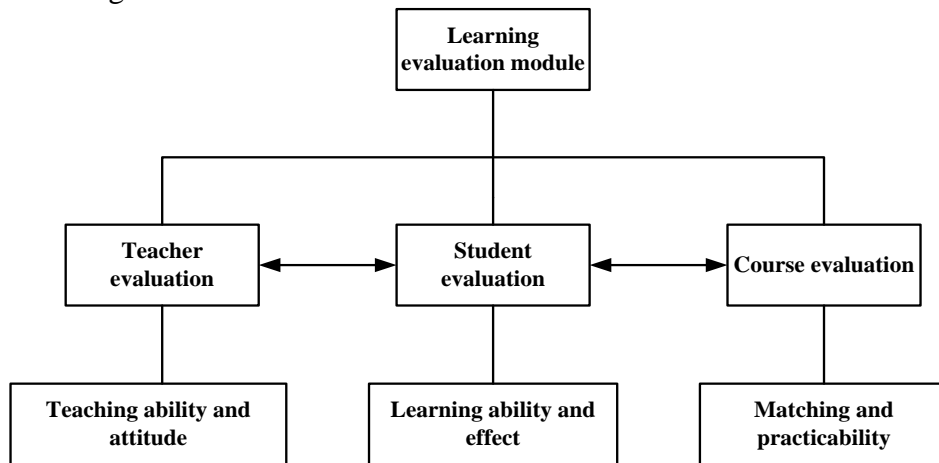 Learning
evaluation module
Teacher
evaluation
Student
evaluation
Course evaluation
Teaching ability and
attitude
Learning ability and
effect
Matching and
practicability